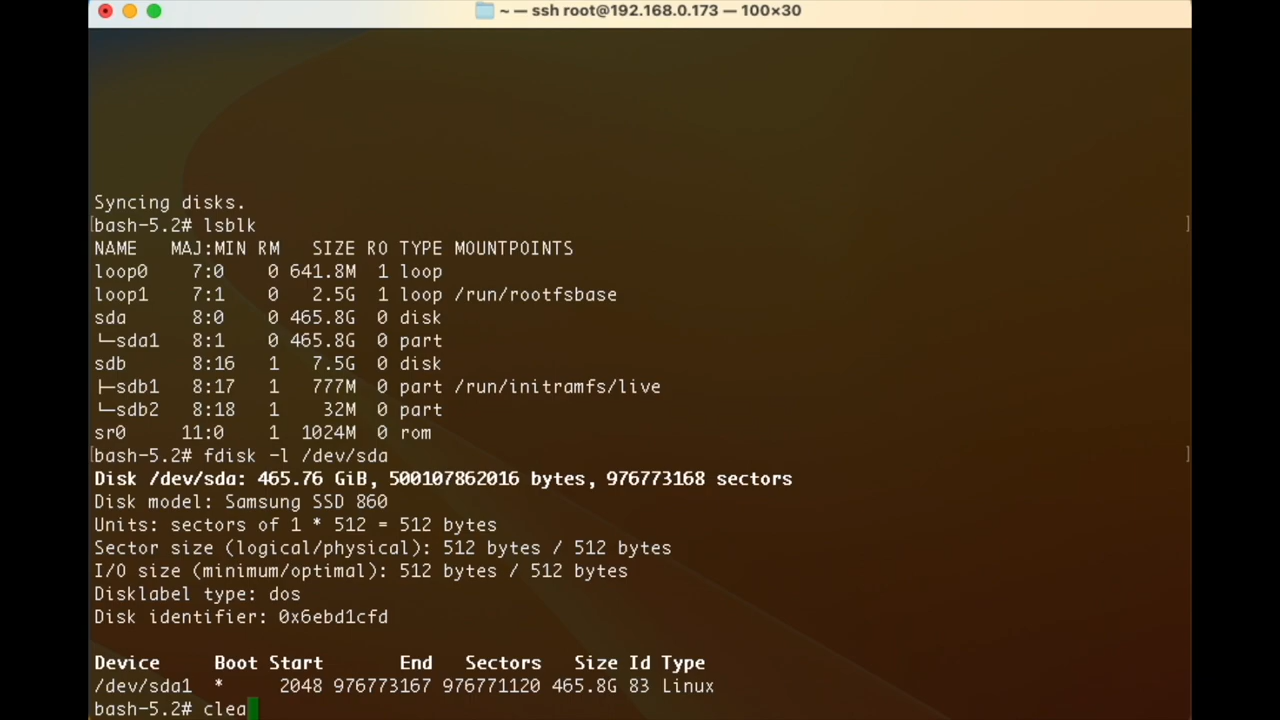 ~ — ssh root@192.168.0.173 — 100×30
Syncing disks.
[bash-5.2# lsblk ]
NAME   MAJ:MIN RM   SIZE RO TYPE MOUNTPOINTS
loop0    7:0    0 641.8M  1 loop
loop1    7:1    0   2.5G  1 loop /run/rootfsbase
sda      8:0    0 465.8G  0 disk
└─sda1   8:1    0 465.8G  0 part
sdb      8:16   1   7.5G  0 disk
├─sdb1   8:17   1   777M  0 part /run/initramfs/live
└─sdb2   8:18   1    32M  0 part
sr0     11:0    1  1024M  0 rom
[bash-5.2# fdisk -l /dev/sda ]
Disk /dev/sda: 465.76 GiB, 500107862016 bytes, 976773168 sectors
Disk model: Samsung SSD 860
Units: sectors of 1 * 512 = 512 bytes
Sector size (logical/physical): 512 bytes / 512 bytes
I/O size (minimum/optimal): 512 bytes / 512 bytes
Disklabel type: dos
Disk identifier: 0x6ebd1cfd
Device     Boot Start       End   Sectors   Size Id Type
/dev/sda1  *     2048 976773167 976771120 465.8G 83 Linux
bash-5.2# clea